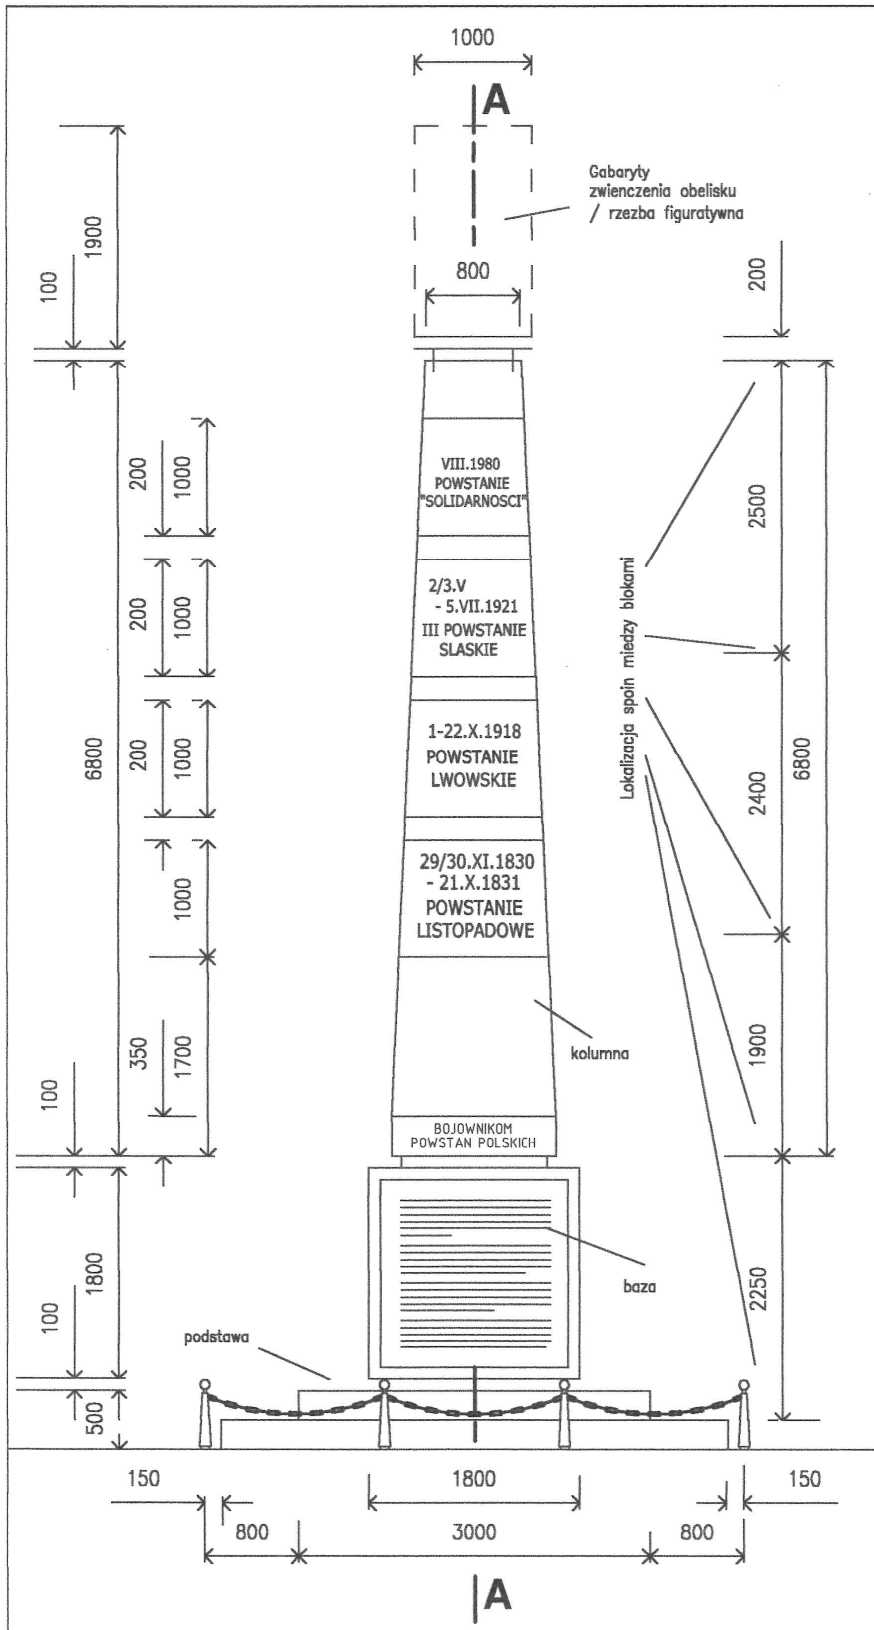 1000
A
Gabaryty
zwienczenia obelisku
/ rzezba figuratywna
1900
100
800
200
VIII.1980
POWSTANIE
"SOLIDARNOSCI"
200
1000
2500
2/3.V
- 5.VII.1921
III POWSTANIE
SLASKIE
200
1000
Lokalizacja spoin miedzy blokami
6800
200
1000
1-22.X.1918
POWSTANIE
LWOWSKIE
2400
6800
29/30.XI.1830
- 21.X.1831
POWSTANIE
LISTOPADOWE
1000
kolumna
350
1700
1900
100
BOJOWNIKOM
POWSTAN POLSKICH
1800
100
baza
2250
podstawa
500
150
1800
150
800
3000
800
A